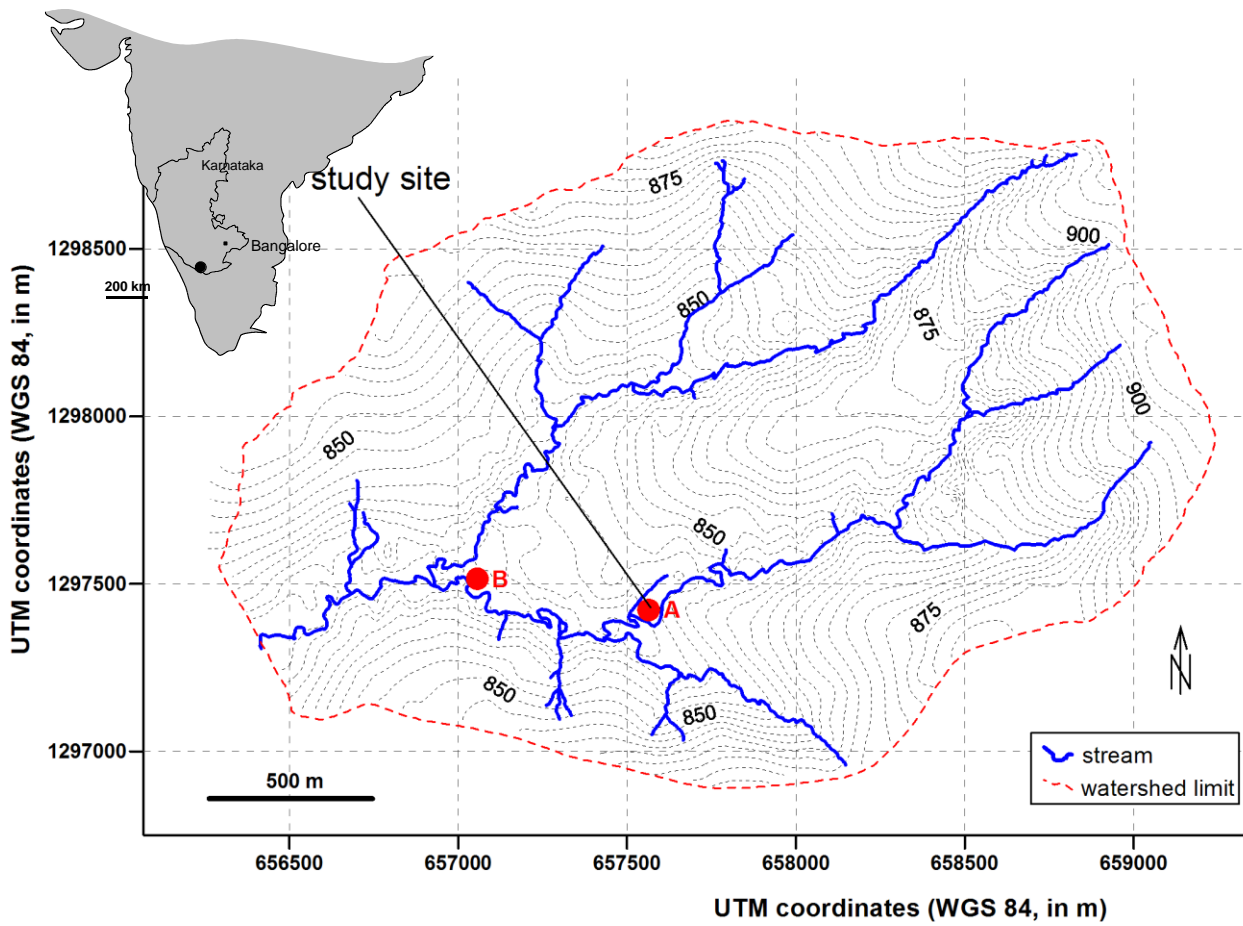 Karnataka
study site
Bangalore
200 km
875
900
850
875
900
850
850
875
B
A
850
850
N
500 m
stream
watershed limit
1298500
1298000
1297500
1297000
656500
657000
657500
658000
658500
659000
UTM coordinates (WGS 84, in m)
UTM coordinates (WGS 84, in m)